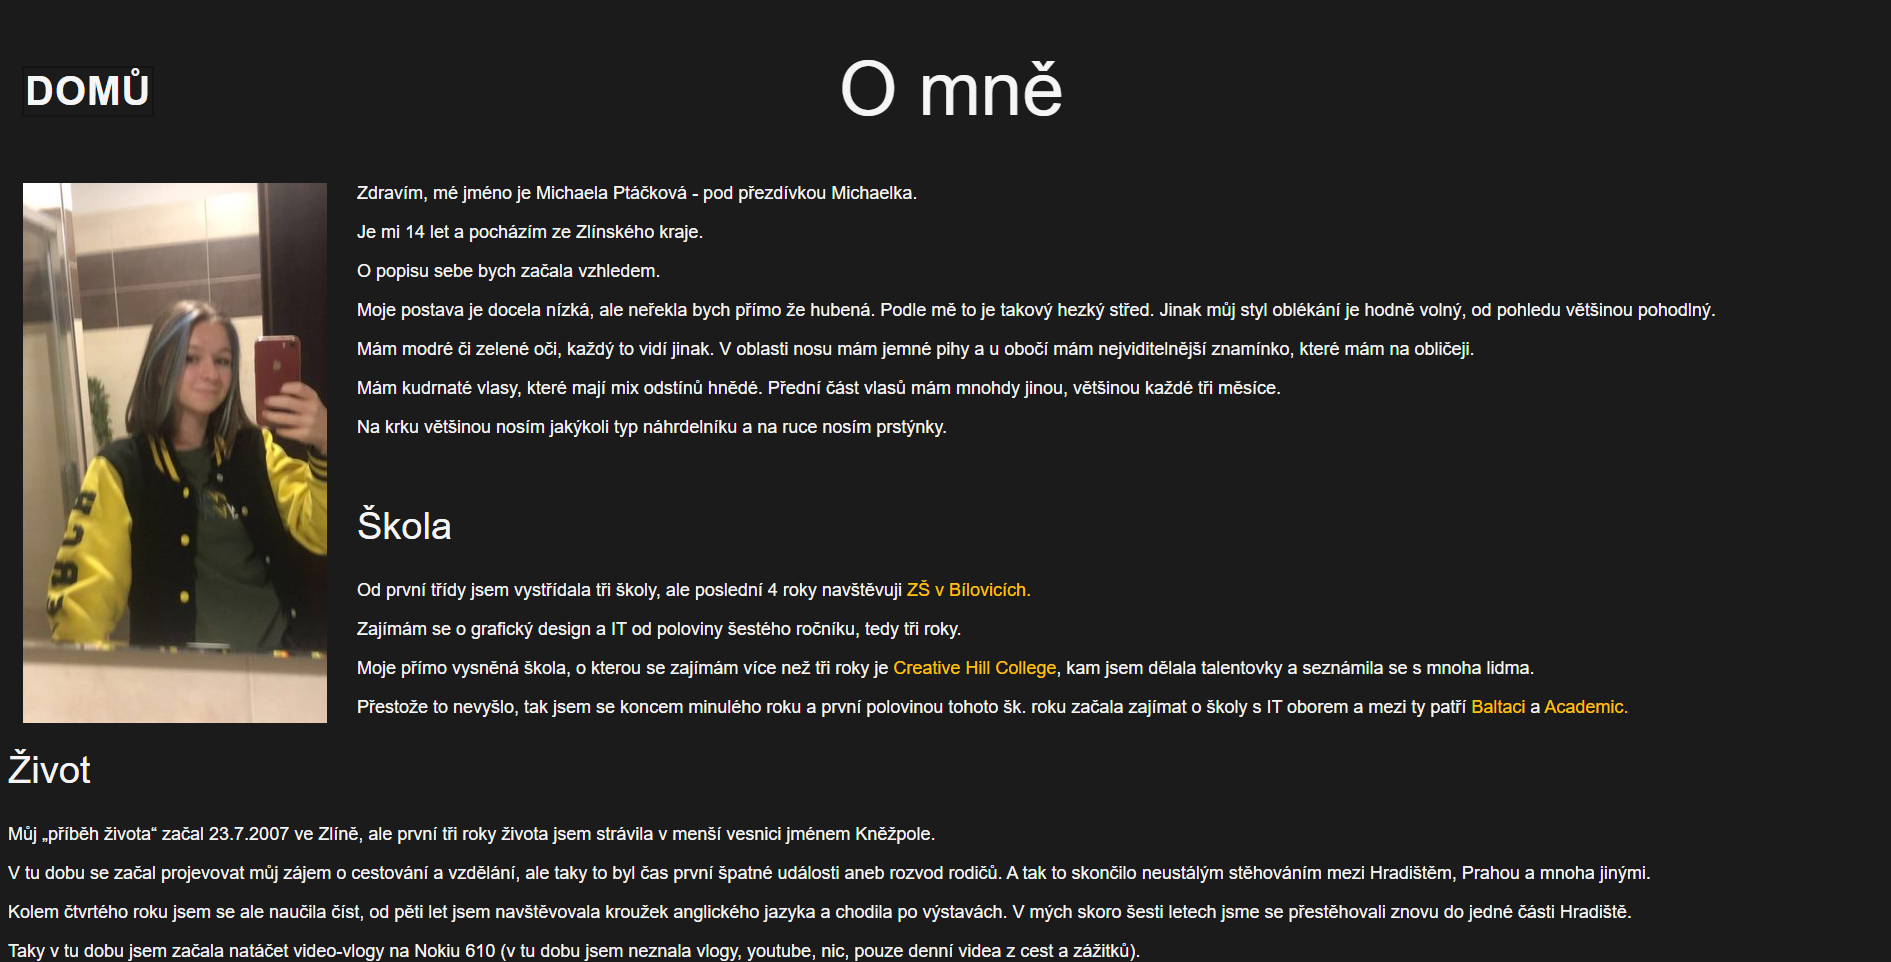 DOMŮ
O mně
Zdravím, mé jméno je Michaela Ptáčková - pod přezdívkou Michaelka.
Je mi 14 let a pocházím ze Zlínského kraje.
O popisu sebe bych začala vzhledem.
Moje postava je docela nízká, ale neřekla bych přímo že hubená. Podle mě to je takový hezký střed. Jinak můj styl oblékání je hodně volný, od pohledu většinou pohodlný.
Mám modré či zelené oči, každý to vidí jinak. V oblasti nosu mám jemné pihy a u obočí mám nejviditelnější znamínko, které mám na obličeji.
Mám kudrnaté vlasy, které mají mix odstínů hnědé. Přední část vlasů mám mnohdy jinou, většinou každé tři měsíce.
Na krku většinou nosím jakýkoli typ náhrdelníku a na ruce nosím prstýnky.
Škola
Od první třídy jsem vystřídala tři školy, ale poslední 4 roky navštěvuji ZŠ v Bílovicích.
Zajímám se o grafický design a IT od poloviny šestého ročníku, tedy tři roky.
Moje přímo vysněná škola, o kterou se zajímám více než tři roky je Creative Hill College, kam jsem dělala talentovky a seznámila se s mnoha lidma.
Přestože to nevyšlo, tak jsem se koncem minulého roku a první polovinou tohoto šk. roku začala zajímat o školy s IT oborem a mezi ty patří Baltaci a Academic.
Život
Můj „příběh života“ začal 23.7.2007 ve Zlíně, ale první tři roky života jsem strávila v menší vesnici jménem Kněžpole.
V tu dobu se začal projevovat můj zájem o cestování a vzdělání, ale taky to byl čas první špatné události aneb rozvod rodičů. A tak to skončilo neustálým stěhováním mezi Hradištěm, Prahou a mnoha jinými.
Kolem čtvrtého roku jsem se ale naučila číst, od pěti let jsem navštěvovala kroužek anglického jazyka a chodila po výstavách. V mých skoro šesti letech jsme se přestěhovali znovu do jedné části Hradiště.
Taky v tu dobu jsem začala natáčet video-vlogy na Nokiu 610 (v tu dobu jsem neznala vlogy, youtube, nic, pouze denní videa z cest a zážitků).